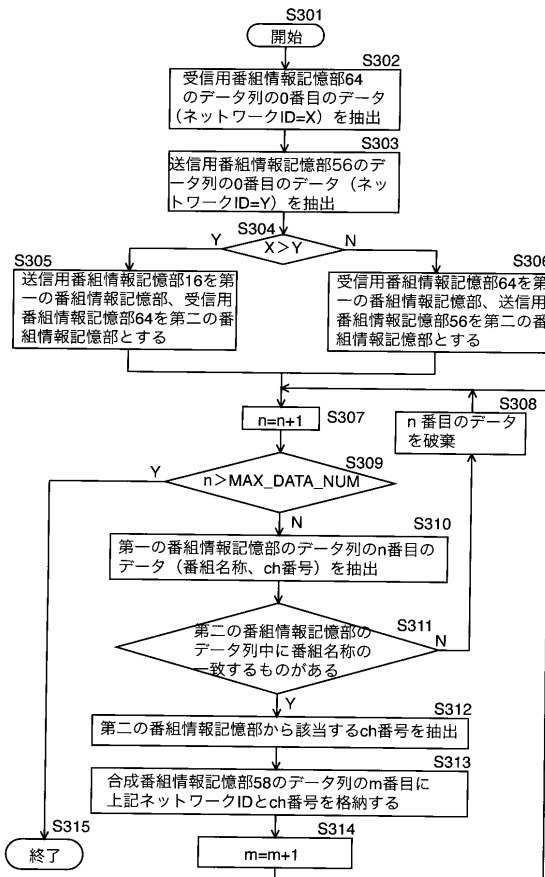 S301
開始
S302
受信用番組情報記憶部64
のデータ列の0番目のデータ
（ネットワークID=X）を抽出
S303
送信用番組情報記憶部56のデ
ータ列の0番目のデータ（ネッ
トワークID=Y）を抽出
S304
Y
X＞Y
N
S305
送信用番組情報記憶部16を第
一の番組情報記憶部、受信用
番組情報記憶部64を第二の番
組情報記憶部とする
S306
受信用番組情報記憶部64を第
一の番組情報記憶部、送信用
番組情報記憶部56を第二の番
組情報記憶部とする
S307
n=n+1
S308
n 番目のデータ
を破棄
S309
Y
n＞MAX_DATA_NUM
N
S310
第一の番組情報記憶部のデータ列のn番目の
データ（番組名称、ch番号）を抽出
S311
第二の番組情報記憶部の
データ列中に番組名称の
一致するものがある
N
Y
S312
第二の番組情報記憶部から該当するch番号を抽出
S313
合成番組情報記憶部58のデータ列のm番目に
上記ネットワークIDとch番号を格納する
S314
m=m+1
S315
終了